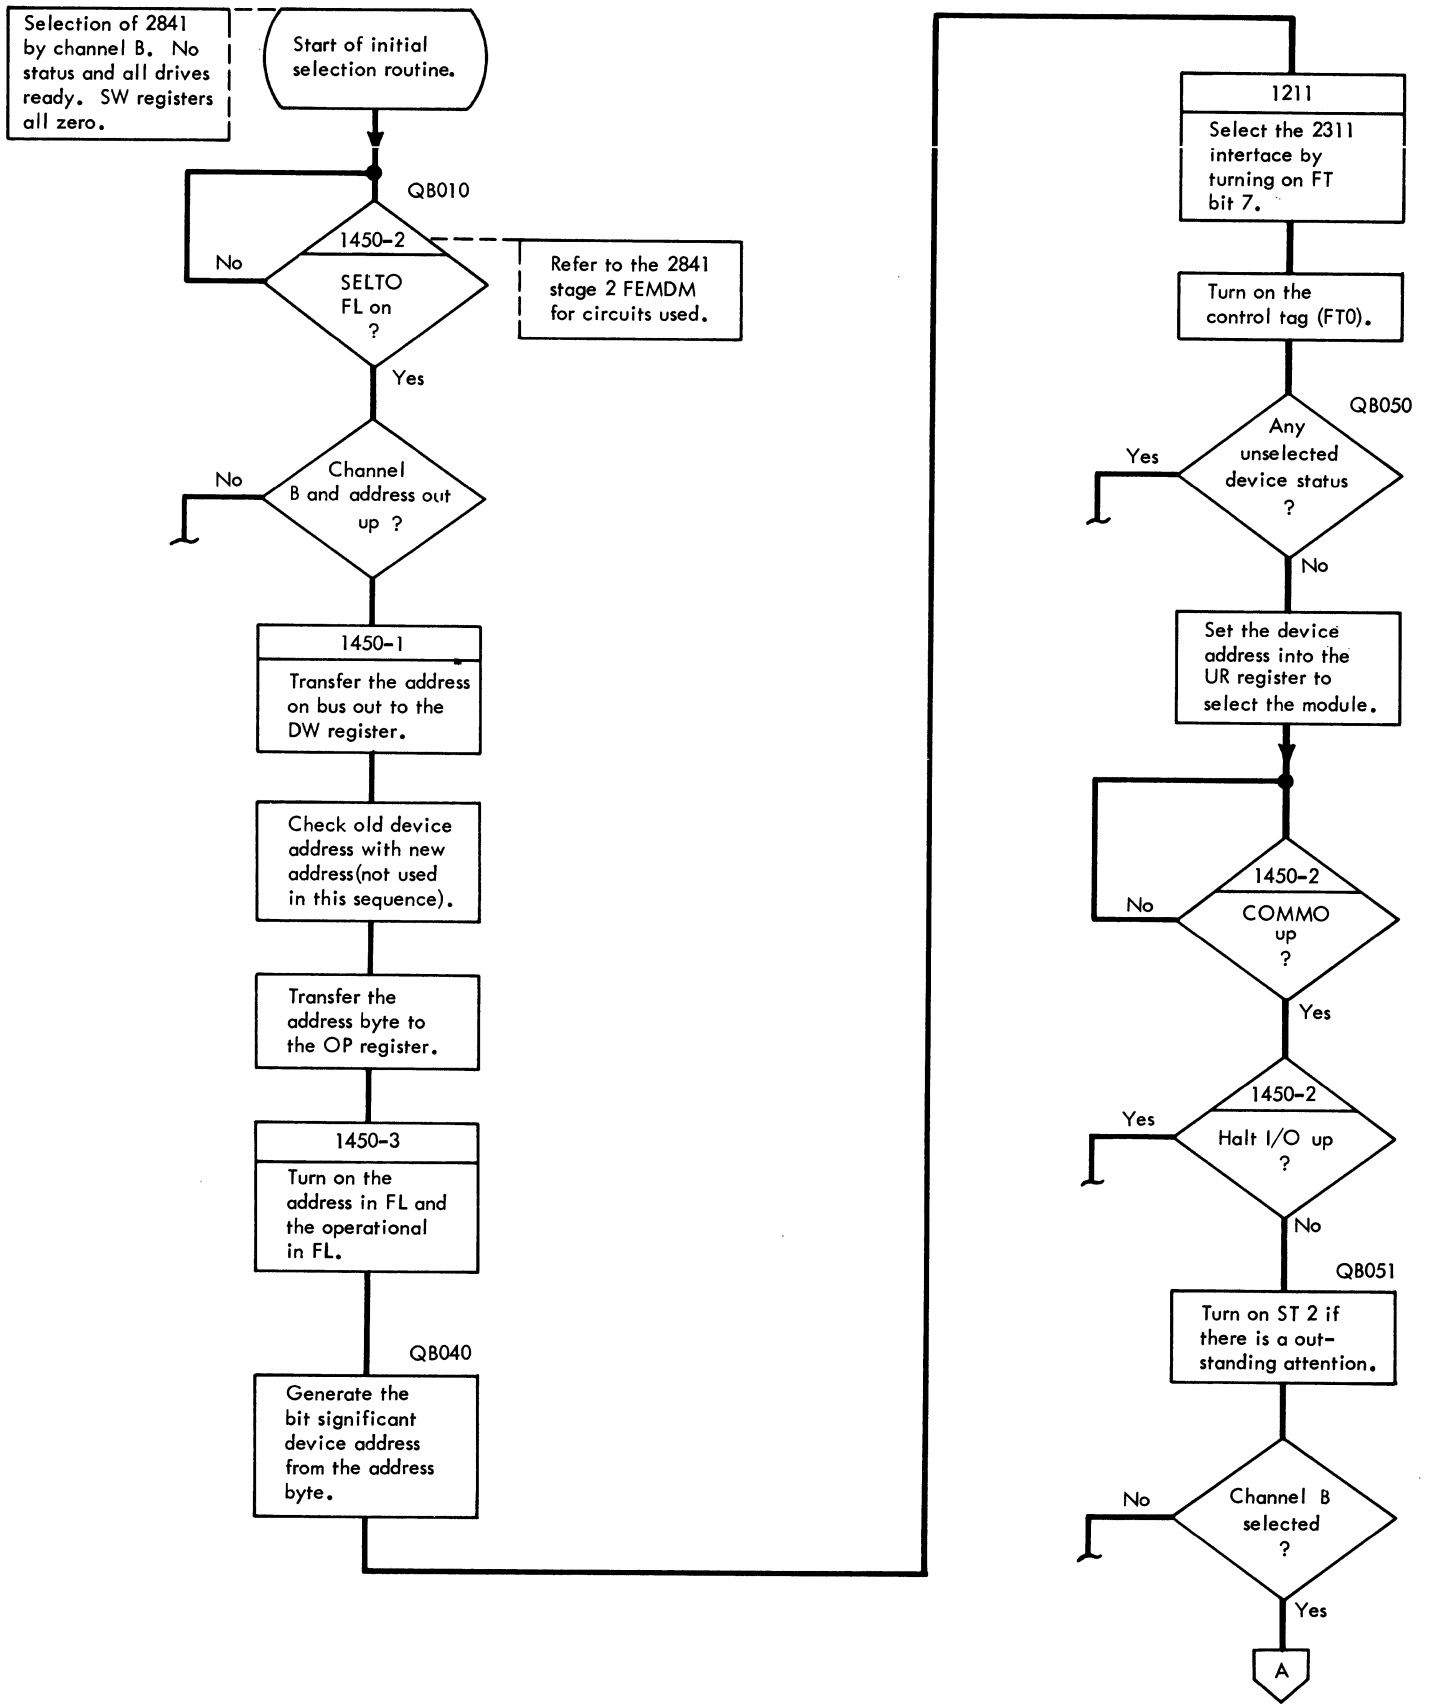 Selection of 2841
by channel B. No
status and all drives
ready. SW registers
all zero.
Start of initial
selection routine.
QB010
1450-2
No
SELTO
FL on
?
Refer to the 2841
stage 2 FEMDM
for circuits used.
Yes
No
Channel
B and address out
up ?
1450-1
Transfer the address
on bus out to the
DW register.
Check old device
address with new
address(not used
in this sequence).
Transfer the
address byte to
the OP register.
1450-3
Turn on the
address in FL and
the operational
in FL.
QB040
Generate the
bit significant
device address
from the address
byte.
1211
Select the 2311
interface by
turning on FT
bit 7.
Turn on the
control tag (FT0).
QB050
Yes
Any
unselected
device status
?
No
Set the device
address into the
UR register to
select the module.
1450-2
No
COMMO
up
?
Yes
1450-2
Yes
Halt I/O up
?
No
QB051
Turn on ST 2 if
there is a out-
standing attention.
No
Channel B
selected
?
Yes
A